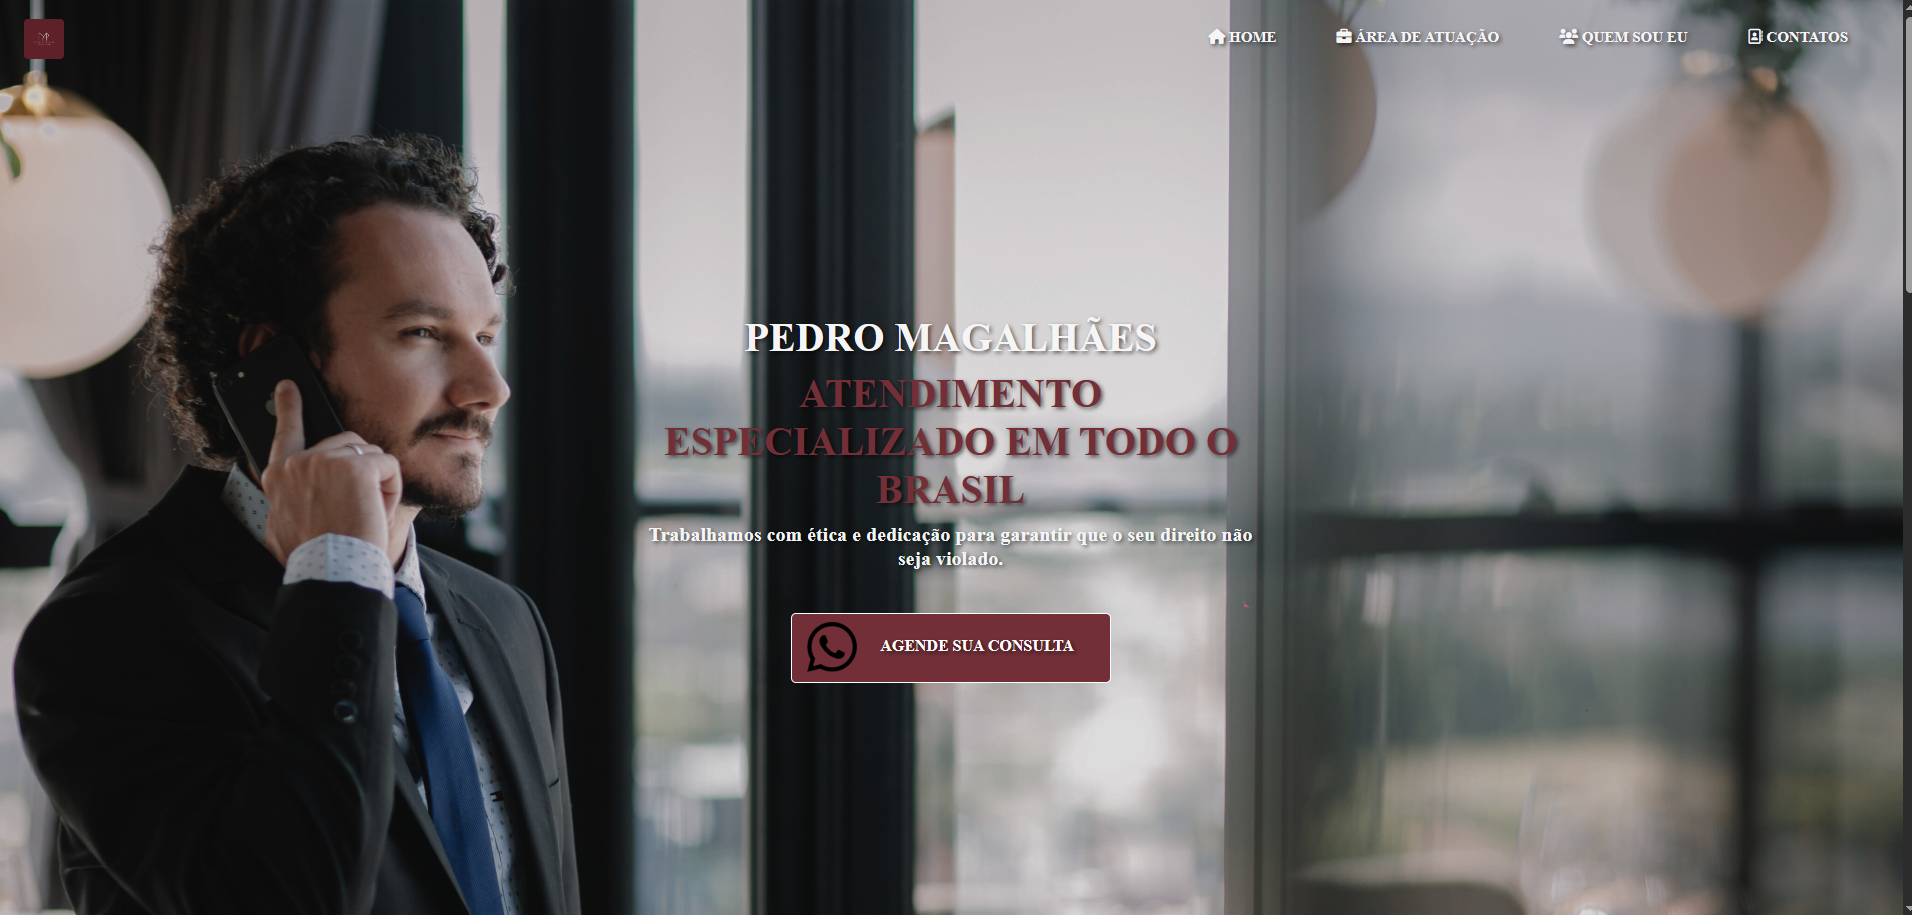 HOME
ÁREA DE ATUAÇÃO
QUEM SOU EU
CONTATOS
PEDRO MAGALHÃES
ATENDIMENTO
ESPECIALIZADO EM TODO O
BRASIL
Trabalhamos com ética e dedicação para garantir que o seu direito não
seja violado.
AGENDE SUA CONSULTA